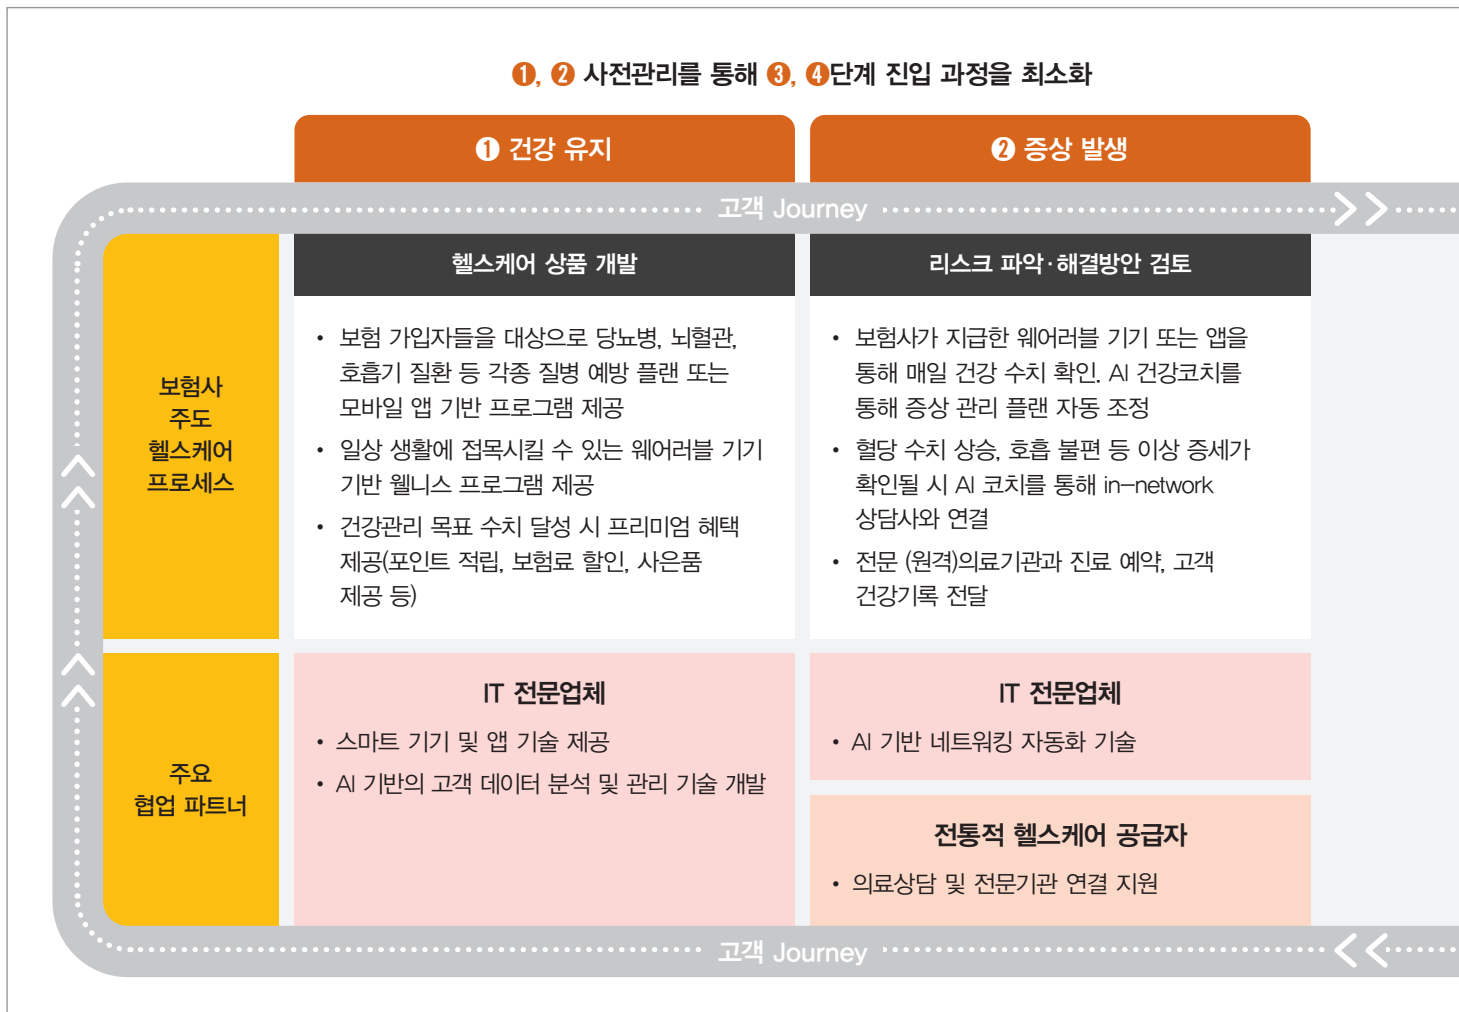 ❶, ❷ 사전관리를 통해 ❸, ❹단계 진입 과정을 최소화
❶ 건강 유지
❷ 증상 발생
고객 Journey
보험사
주도
헬스케어
프로세스
헬스케어 상품 개발
• 보험 가입자들을 대상으로 당뇨병, 뇌혈관,
호흡기 질환 등 각종 질병 예방 플랜 또는
모바일 앱 기반 프로그램 제공
• 일상 생활에 접목시킬 수 있는 웨어러블 기기
기반 웰니스 프로그램 제공
• 건강관리 목표 수치 달성 시 프리미엄 혜택
제공(포인트 적립, 보험료 할인, 사은품
제공 등)
리스크 파악·해결방안 검토
• 보험사가 지급한 웨어러블 기기 또는 앱을
통해 매일 건강 수치 확인. AI 건강코치를
통해 증상 관리 플랜 자동 조정
• 혈당 수치 상승, 호흡 불편 등 이상 증세가
확인될 시 AI 코치를 통해 in-network
상담사와 연결
• 전문 (원격)의료기관과 진료 예약, 고객
건강기록 전달
주요
협업 파트너
IT 전문업체
• 스마트 기기 및 앱 기술 제공
• AI 기반의 고객 데이터 분석 및 관리 기술 개발
IT 전문업체
• AI 기반 네트워킹 자동화 기술
전통적 헬스케어 공급자
• 의료상담 및 전문기관 연결 지원
고객 Journey